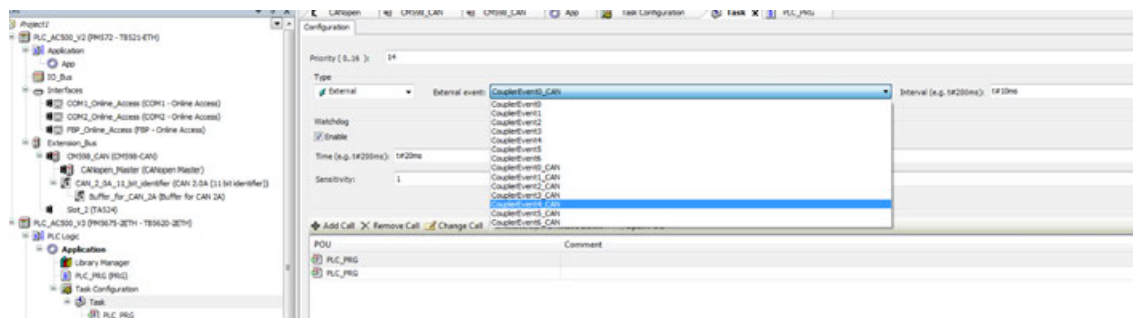 CANopen CM598_CAN CM598_CAN App Task Configuration Task X PLC_PRG
Project1
PLC_AC500_V2 (PM572 - TB521-ETH)
Application
App
IO_Bus
Interfaces
COM1_Online_Access (COM1 - Online Access)
COM2_Online_Access (COM2 - Online Access)
FBP_Online_Access (FBP - Online Access)
Extension_Bus
CM598_CAN (CM598-CAN)
CANopen_Master (CANopen Master)
CAN_2_0A_11_bit_identifier (CAN 2.0A (11 bit identifier))
Buffer_for_CAN_2A (Buffer for CAN 2A)
Slot_2 (TA524)
PLC_AC500_V3 (PM5675-2ETH - TB5620-2ETH)
PLC Logic
Application
Library Manager
PLC_PRG (PRG)
Task Configuration
Task
PLC_PRG
Configuration
Priority ( 0..16 ): 14
Type
External External event: CouplerEvent0_CAN Interval (e.g. t#200ms): t#10ms
CouplerEvent0
CouplerEvent1
CouplerEvent2
CouplerEvent3
CouplerEvent4
CouplerEvent5
CouplerEvent6
CouplerEvent0_CAN
CouplerEvent1_CAN
CouplerEvent2_CAN
CouplerEvent3_CAN
CouplerEvent4_CAN
CouplerEvent5_CAN
CouplerEvent6_CAN
Watchdog
Enable
Time (e.g. t#200ms): t#20ms
Sensitivity: 1
Add Call Remove Call Change Call
POU Comment
PLC_PRG
PLC_PRG